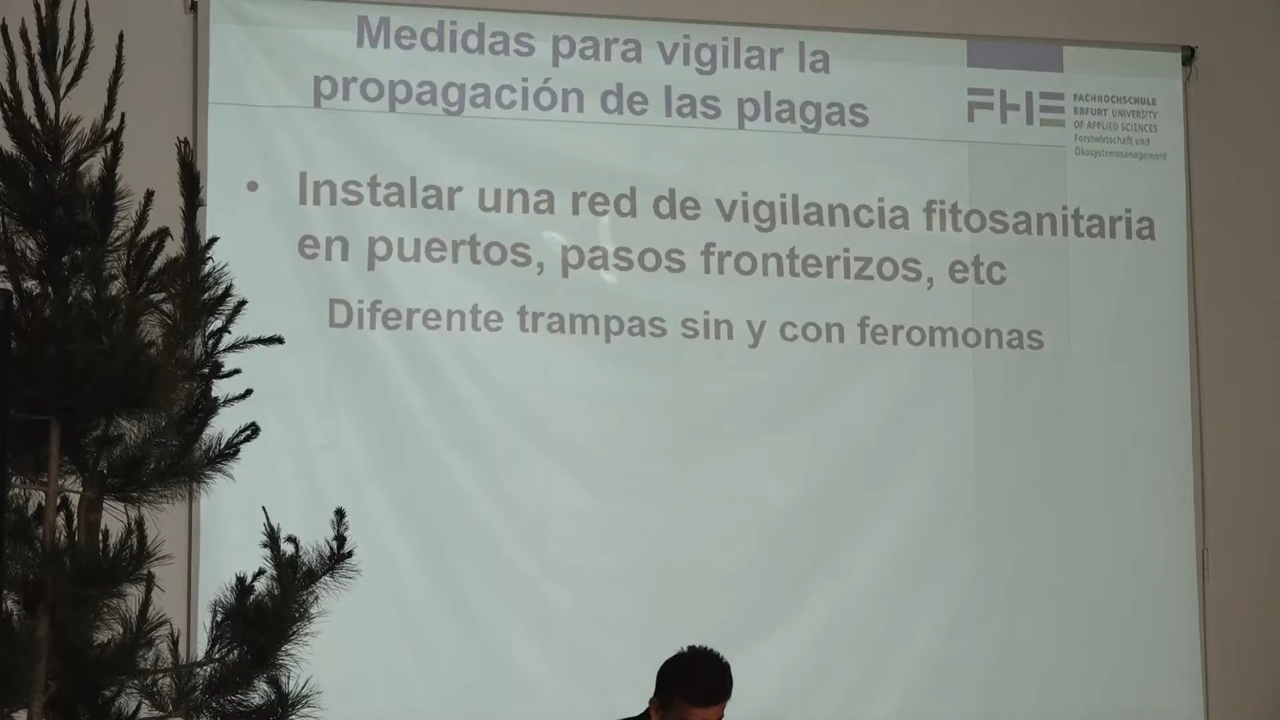 Medidas para vigilar la
propagación de las plagas
FHE
FACHHOCHSCHULE
ERFURT UNIVERSITY
OF APPLIED SCIENCES
Forstwirtschaft und
Ökosystemmanagement
• Instalar una red de vigilancia fitosanitaria
en puertos, pasos fronterizos, etc
Diferente trampas sin y con feromonas